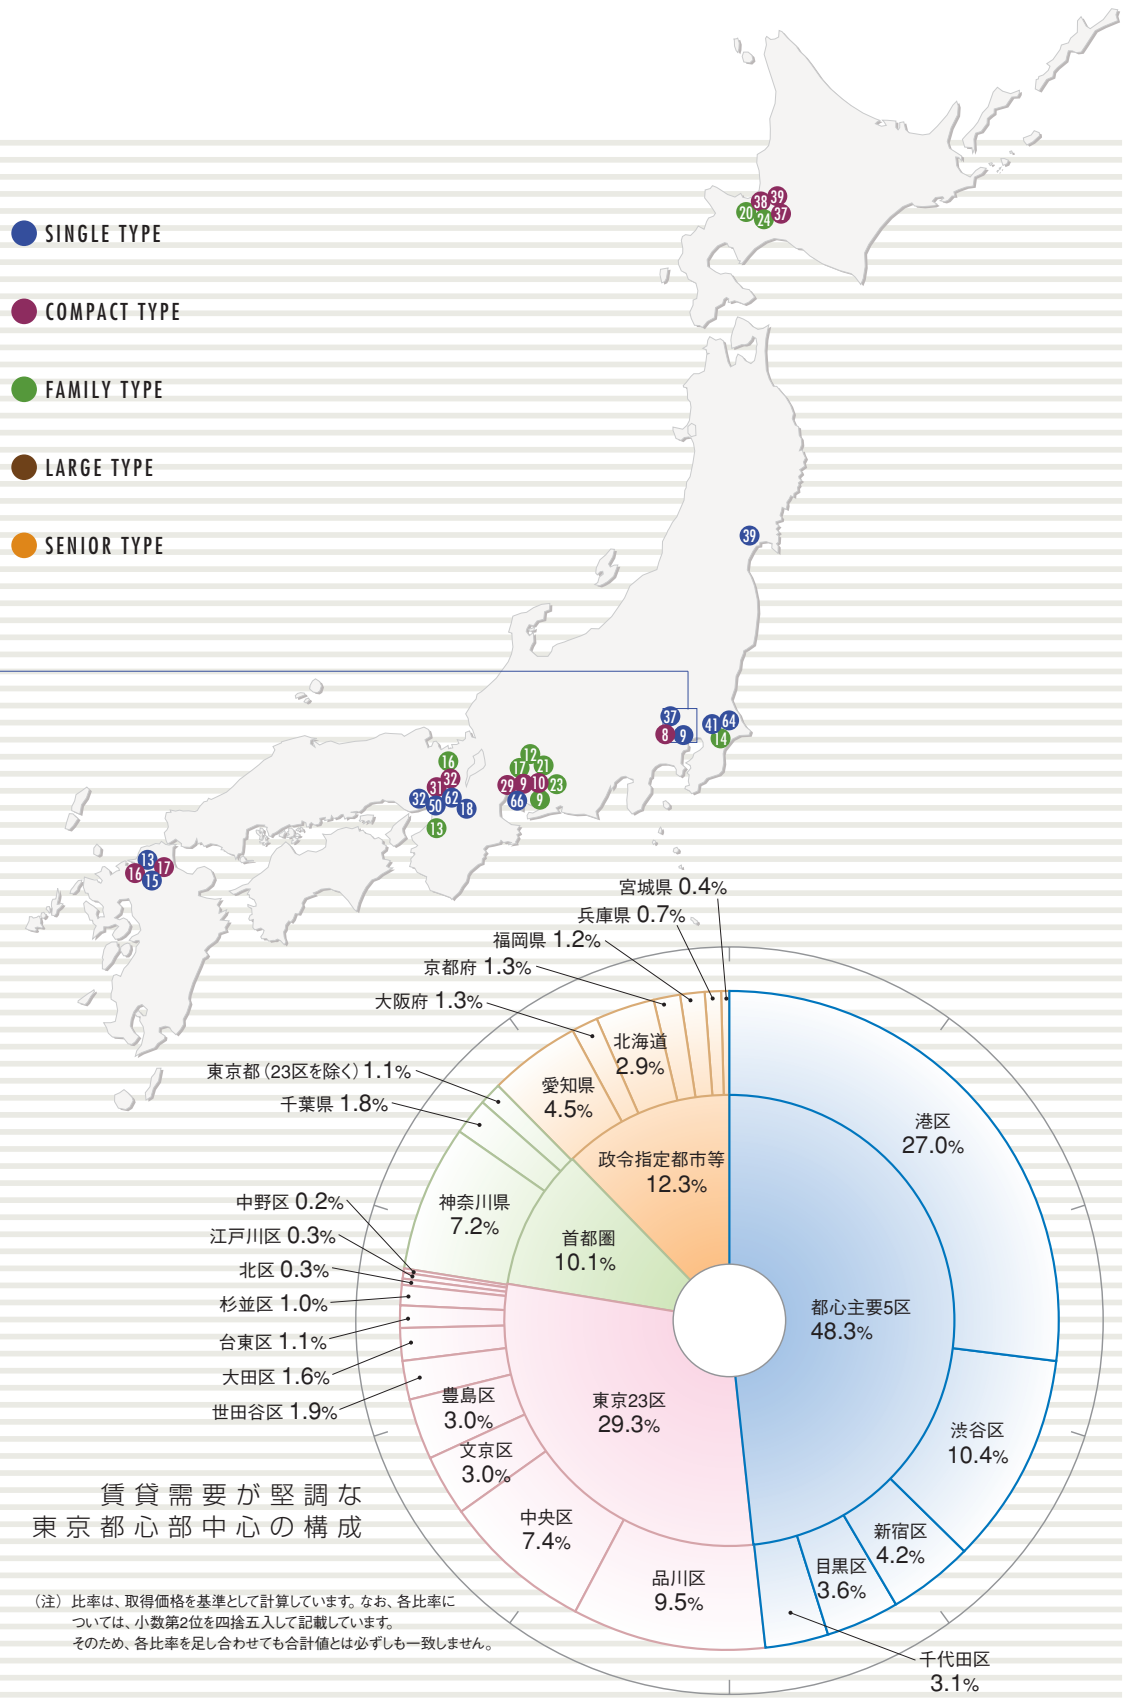 SINGLE TYPE
COMPACT TYPE
FAMILY TYPE
LARGE TYPE
SENIOR TYPE
39
38
20
37
24
39
37
41
64
8
9
14
12
16
17
21
32
29
9
10
23
31
32
62
66
9
50
18
13
13
17
16
15
宮城県 0.4%
兵庫県 0.7%
福岡県 1.2%
京都府 1.3%
大阪府 1.3%
北海道
2.9%
愛知県
4.5%
東京都（23区を除く）1.1%
千葉県 1.8%
港区
27.0%
政令指定都市等
12.3%
神奈川県
7.2%
首都圏
10.1%
中野区 0.2%
江戸川区 0.3%
北区 0.3%
杉並区 1.0%
台東区 1.1%
大田区 1.6%
世田谷区 1.9%
都心主要5区
48.3%
東京23区
29.3%
豊島区
3.0%
文京区
3.0%
渋谷区
10.4%
中央区
7.4%
新宿区
4.2%
目黒区
3.6%
品川区
9.5%
千代田区
3.1%
賃貸需要が堅調な
東京都心部中心の構成
（注）比率は、取得価格を基準として計算しています。なお、各比率に
ついては、小数第2位を四捨五入して記載しています。
そのため、各比率を足し合わせても合計値とは必ずしも一致しません。